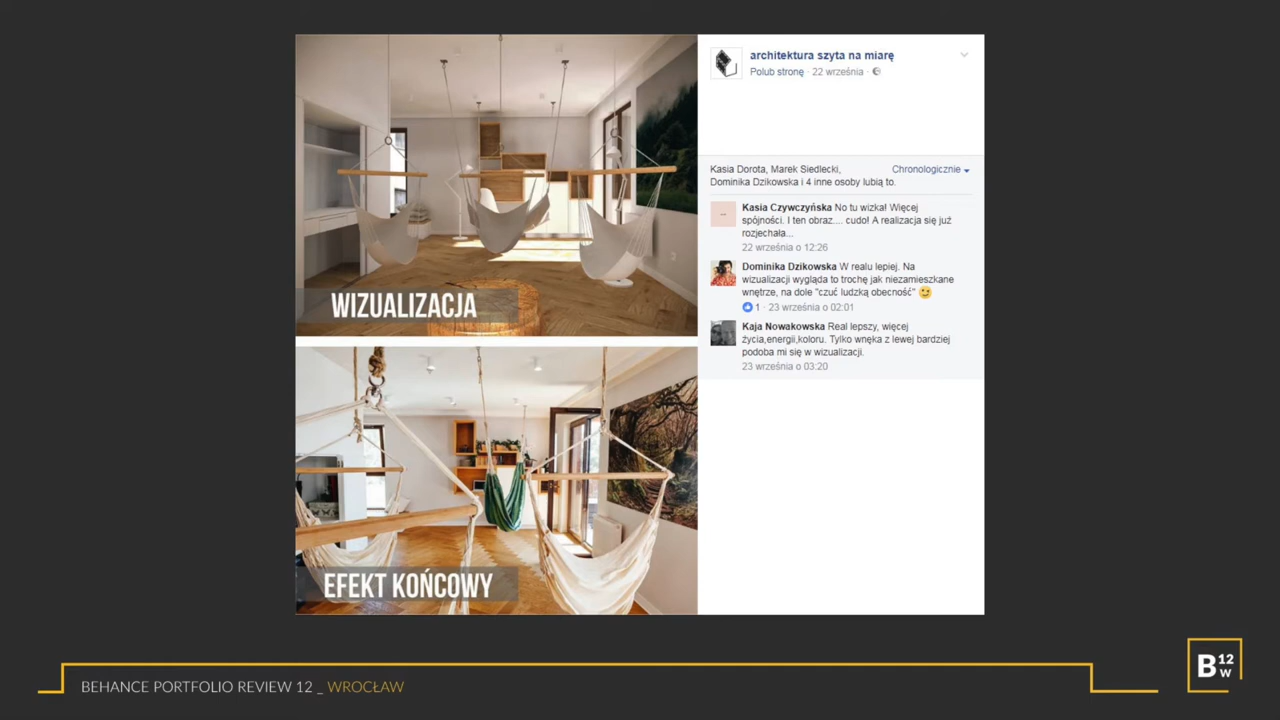 WIZUALIZACJA
EFEKT KOŃCOWY
architektura szyta na miarę
Polub stronę · 22 września ·
Kasia Dorota, Marek Siedlecki,
Dominika Dzikowska i 4 inne osoby lubią to.
Chronologicznie
Kasia Czywczyńska No tu wizka! Więcej
spójności. I ten obraz.... cudo! A realizacja się już
rozjechała...
22 września o 12:26
Dominika Dzikowska W realu lepiej. Na
wizualizacji wygląda to trochę jak niezamieszkane
wnętrze, na dole "czuć ludzką obecność" 😉
1 · 23 września o 02:01
Kaja Nowakowska Real lepszy, więcej
życia,energii,koloru. Tylko wnęka z lewej bardziej
podoba mi się w wizualizacji.
23 września o 03:20
BEHANCE PORTFOLIO REVIEW 12 _ WROCŁAW
B 12
W